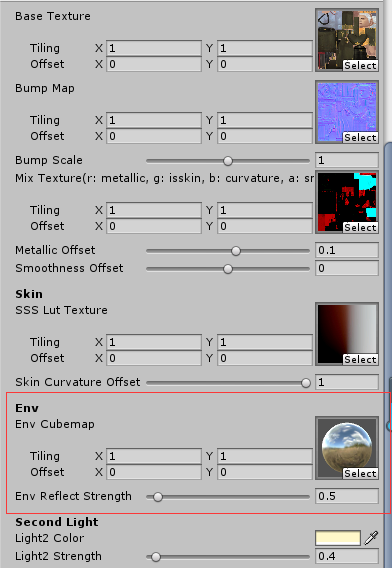 Base Texture
Tiling X 1 Y 1
Offset X 0 Y 0
Select
Bump Map
Tiling X 1 Y 1
Offset X 0 Y 0
Select
Bump Scale 1
Mix Texture(r: metallic, g: isskin, b: curvature, a: sr
Tiling X 1 Y 1
Offset X 0 Y 0
Select
Metallic Offset 0.1
Smoothness Offset 0
Skin
SSS Lut Texture
Tiling X 1 Y 1
Offset X 0 Y 0
Select
Skin Curvature Offset 1
Env
Env Cubemap
Tiling X 1 Y 1
Offset X 0 Y 0
Select
Env Reflect Strength 0.5
Second Light
Light2 Color
Light2 Strength 0.4